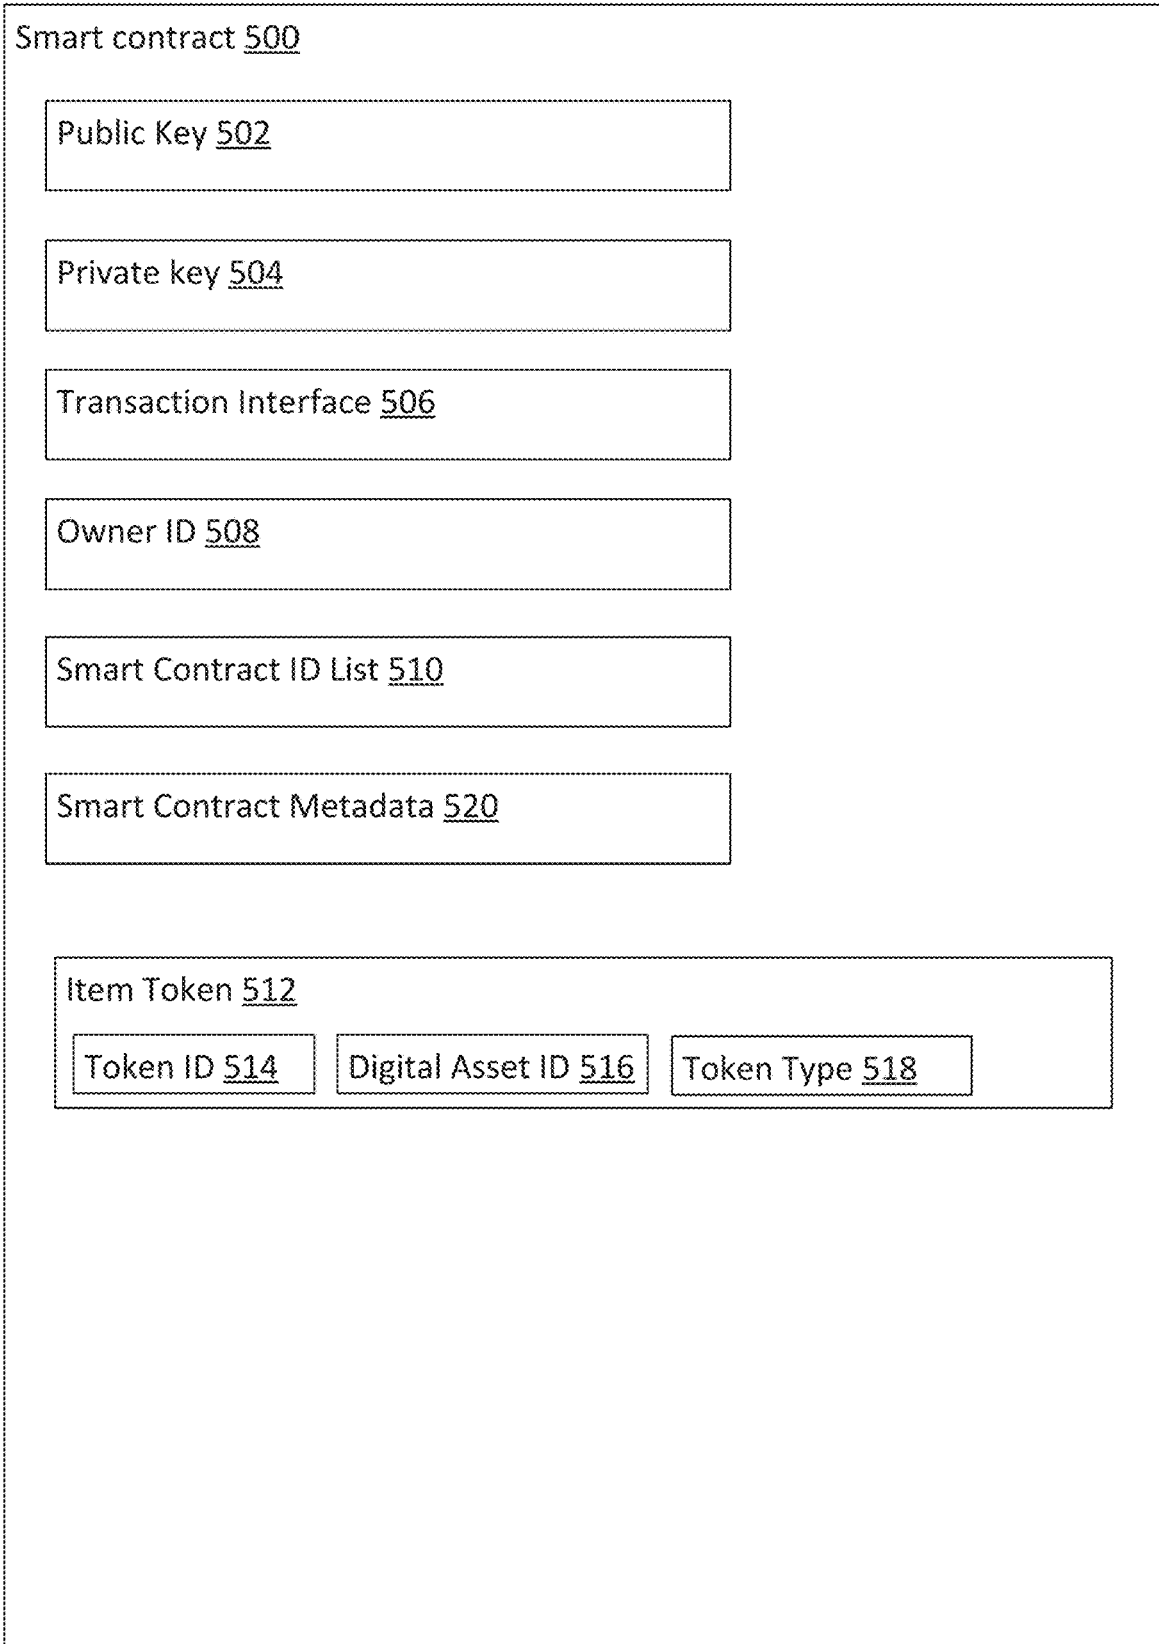 Smart contract 500
Public Key 502
Private key 504
Transaction Interface 506
Owner ID 508
Smart Contract ID List 510
Smart Contract Metadata 520
Item Token 512
Token ID 514 Digital Asset ID 516 Token Type 518